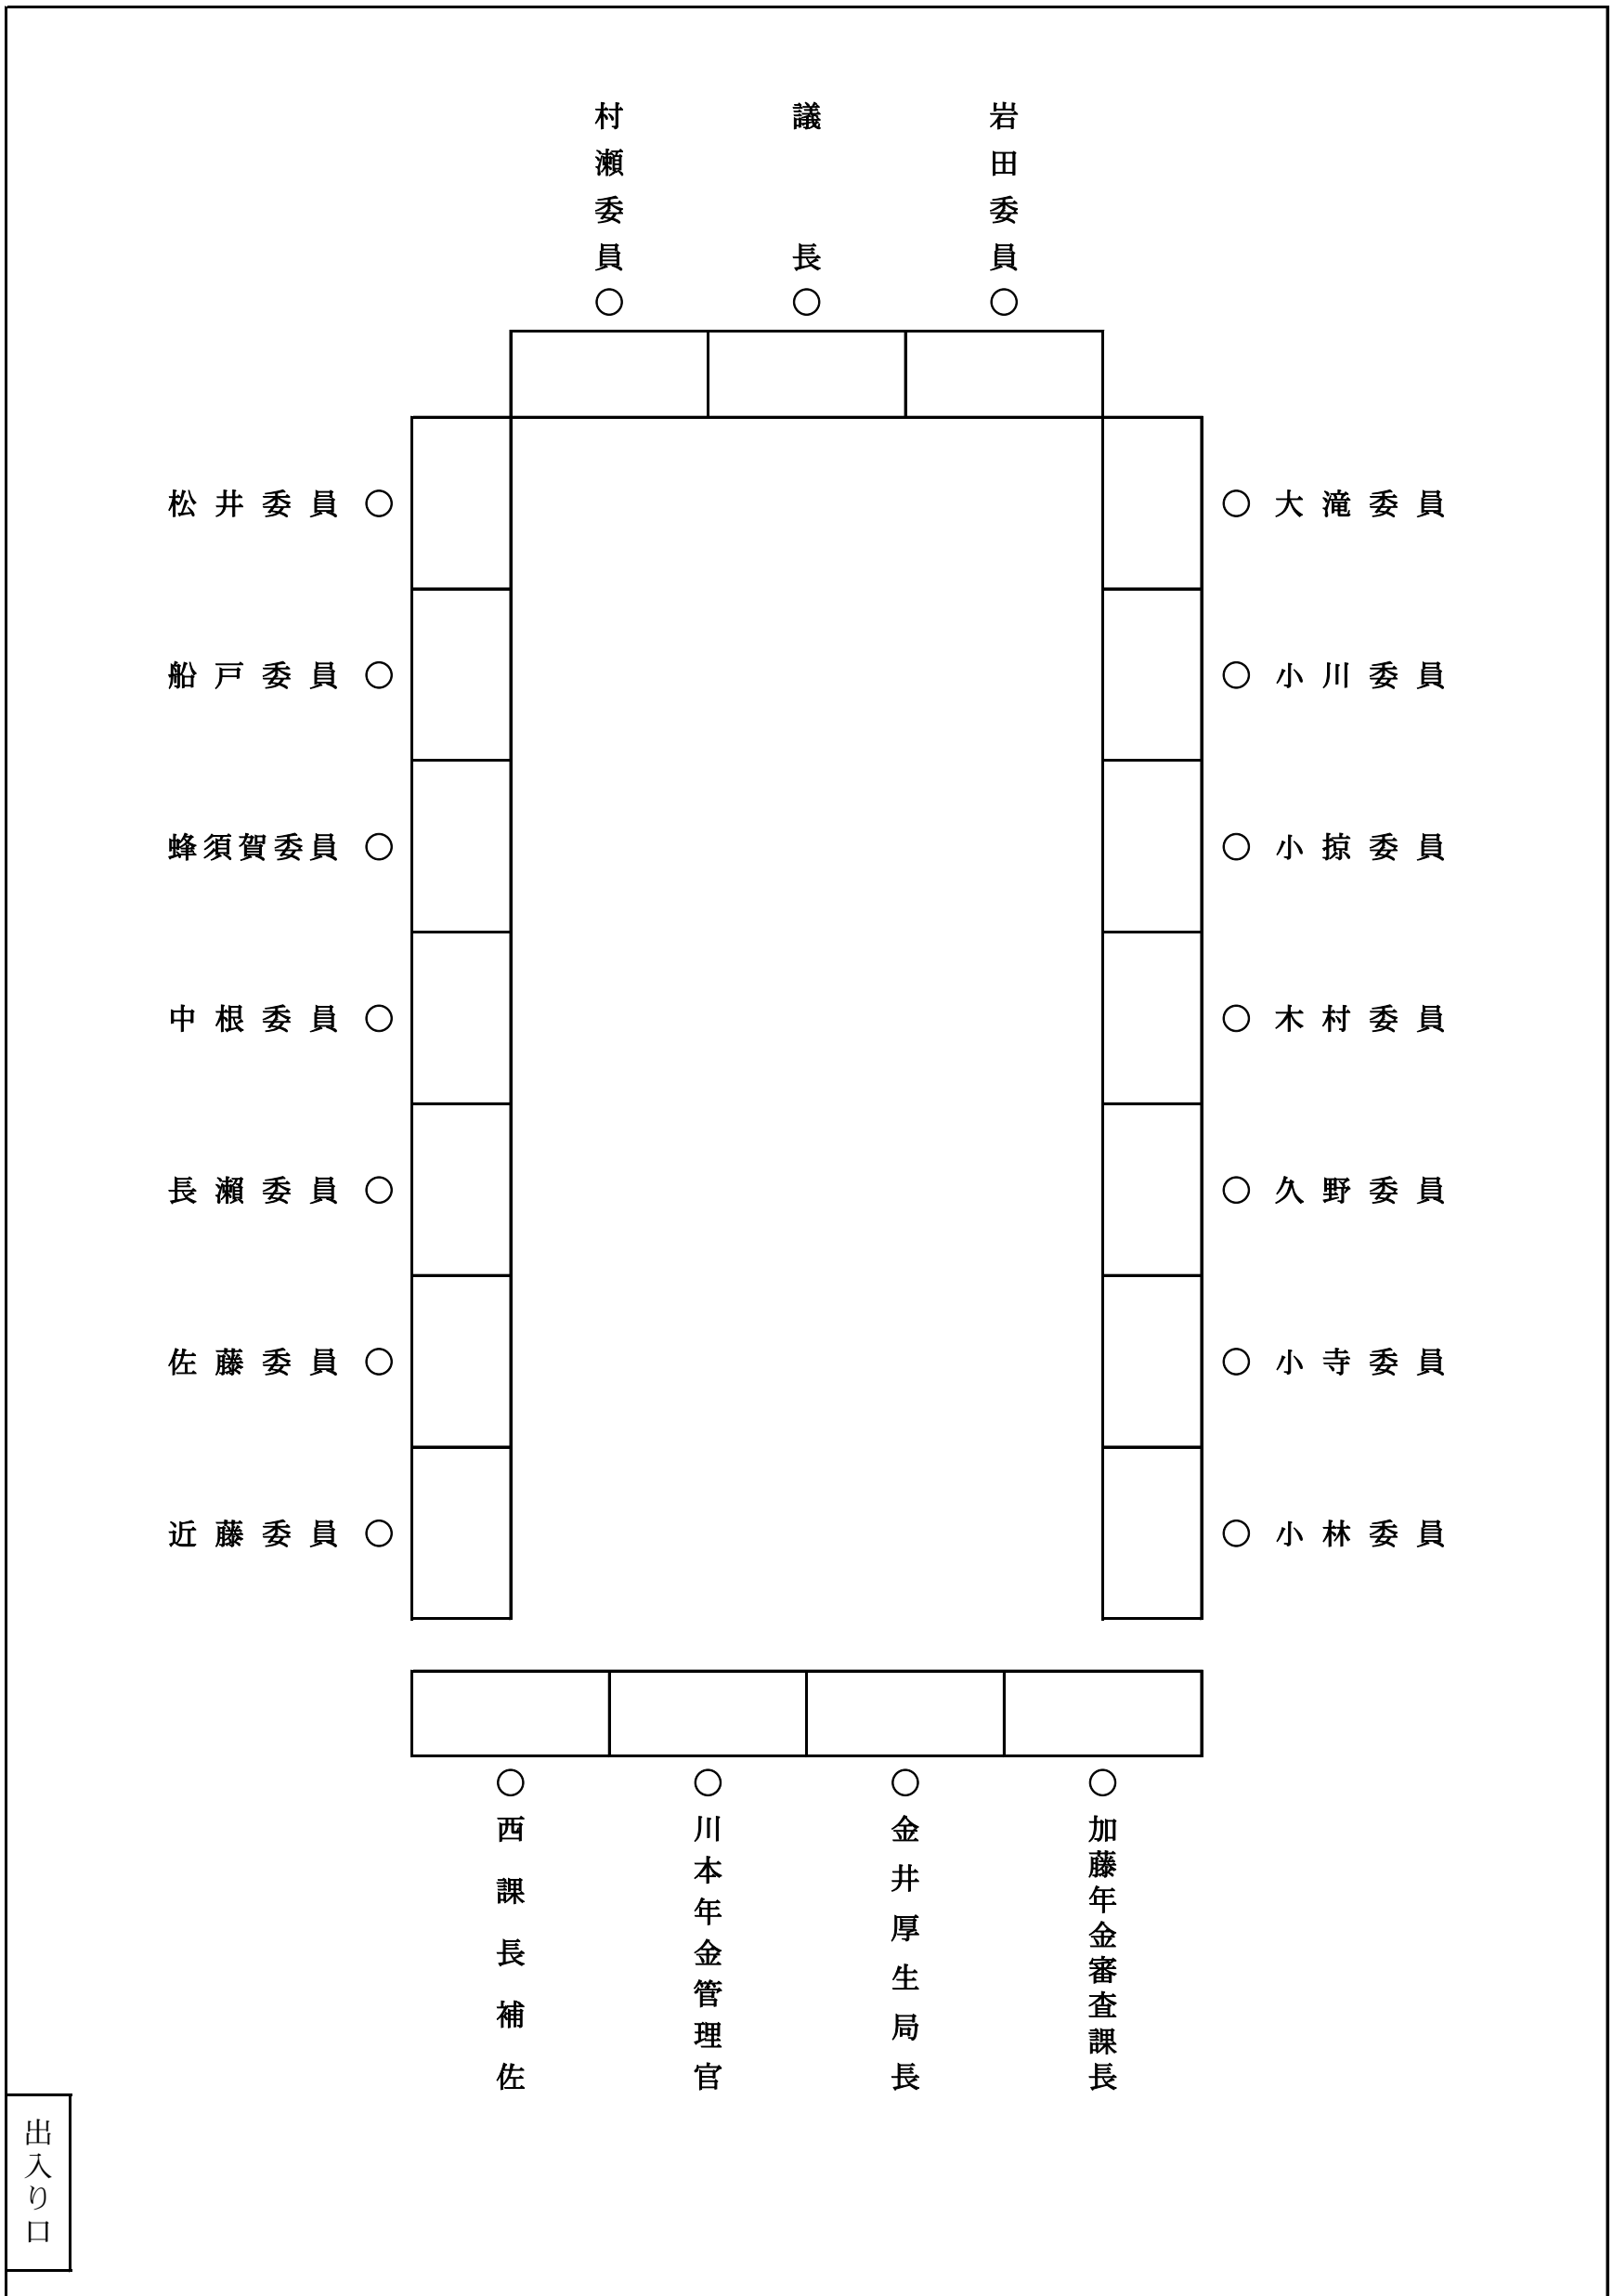 村瀬委員
議長
岩田委員
松井委員
大滝委員
船戸委員
小川委員
蜂須賀委員
小掠委員
中根委員
木村委員
長瀬委員
久野委員
佐藤委員
小寺委員
近藤委員
小林委員
西課長補佐
川本年金管理官
金井厚生局長
加藤年金審査課長
出入り口